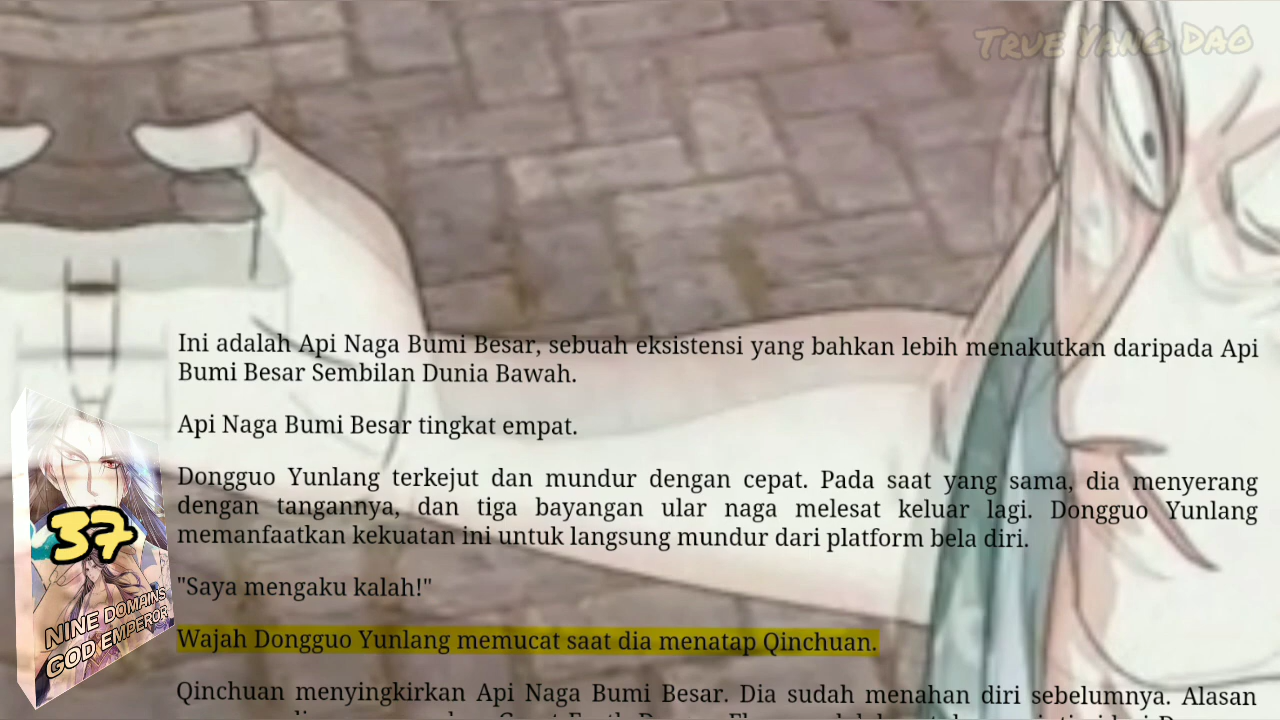 TRUE YANG DAO
Ini adalah Api Naga Bumi Besar, sebuah eksistensi yang bahkan lebih menakutkan daripada Api
Bumi Besar Sembilan Dunia Bawah.
Api Naga Bumi Besar tingkat empat.
Dongguo Yunlang terkejut dan mundur dengan cepat. Pada saat yang sama, dia menyerang
dengan tangannya, dan tiga bayangan ular naga melesat keluar lagi. Dongguo Yunlang
memanfaatkan kekuatan ini untuk langsung mundur dari platform bela diri.
"Saya mengaku kalah!"
Wajah Dongguo Yunlang memucat saat dia menatap Qinchuan.
Qinchuan menyingkirkan Api Naga Bumi Besar. Dia sudah menahan diri sebelumnya. Alasan
37
NINE DOMAINS
GOD EMPEROR